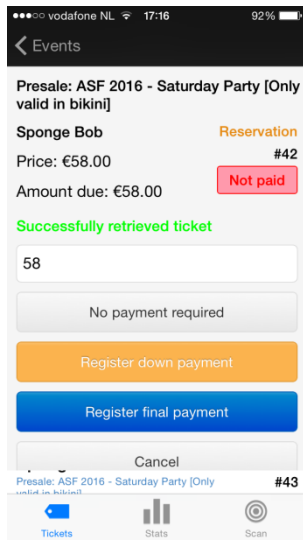 vodafone NL 17:16 92%
Events
Presale: ASF 2016 - Saturday Party [Only
valid in bikini]
Sponge Bob Reservation
Price: €58.00 #42
Amount due: €58.00 Not paid
Successfully retrieved ticket
58
No payment required
Register down payment
Register final payment
Cancel
Presale: ASF 2016 - Saturday Party [Only #43
valid in bikini]
Tickets Stats Scan